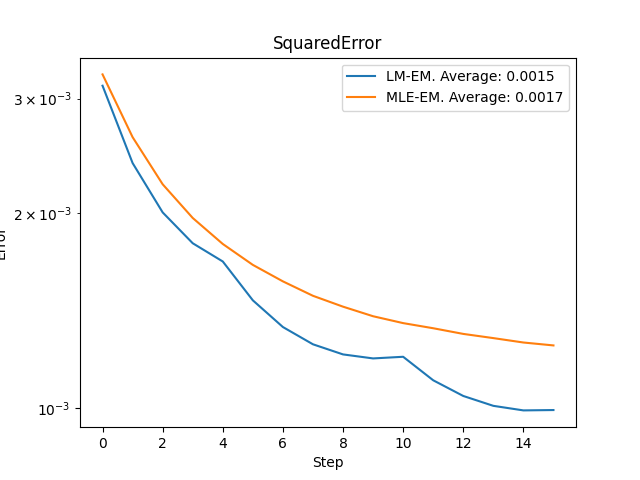 SquaredError
LM-EM. Average: 0.0015
MLE-EM. Average: 0.0017
3 × 10⁻³
2 × 10⁻³
10⁻³
Error
0 2 4 6 8 10 12 14
Step